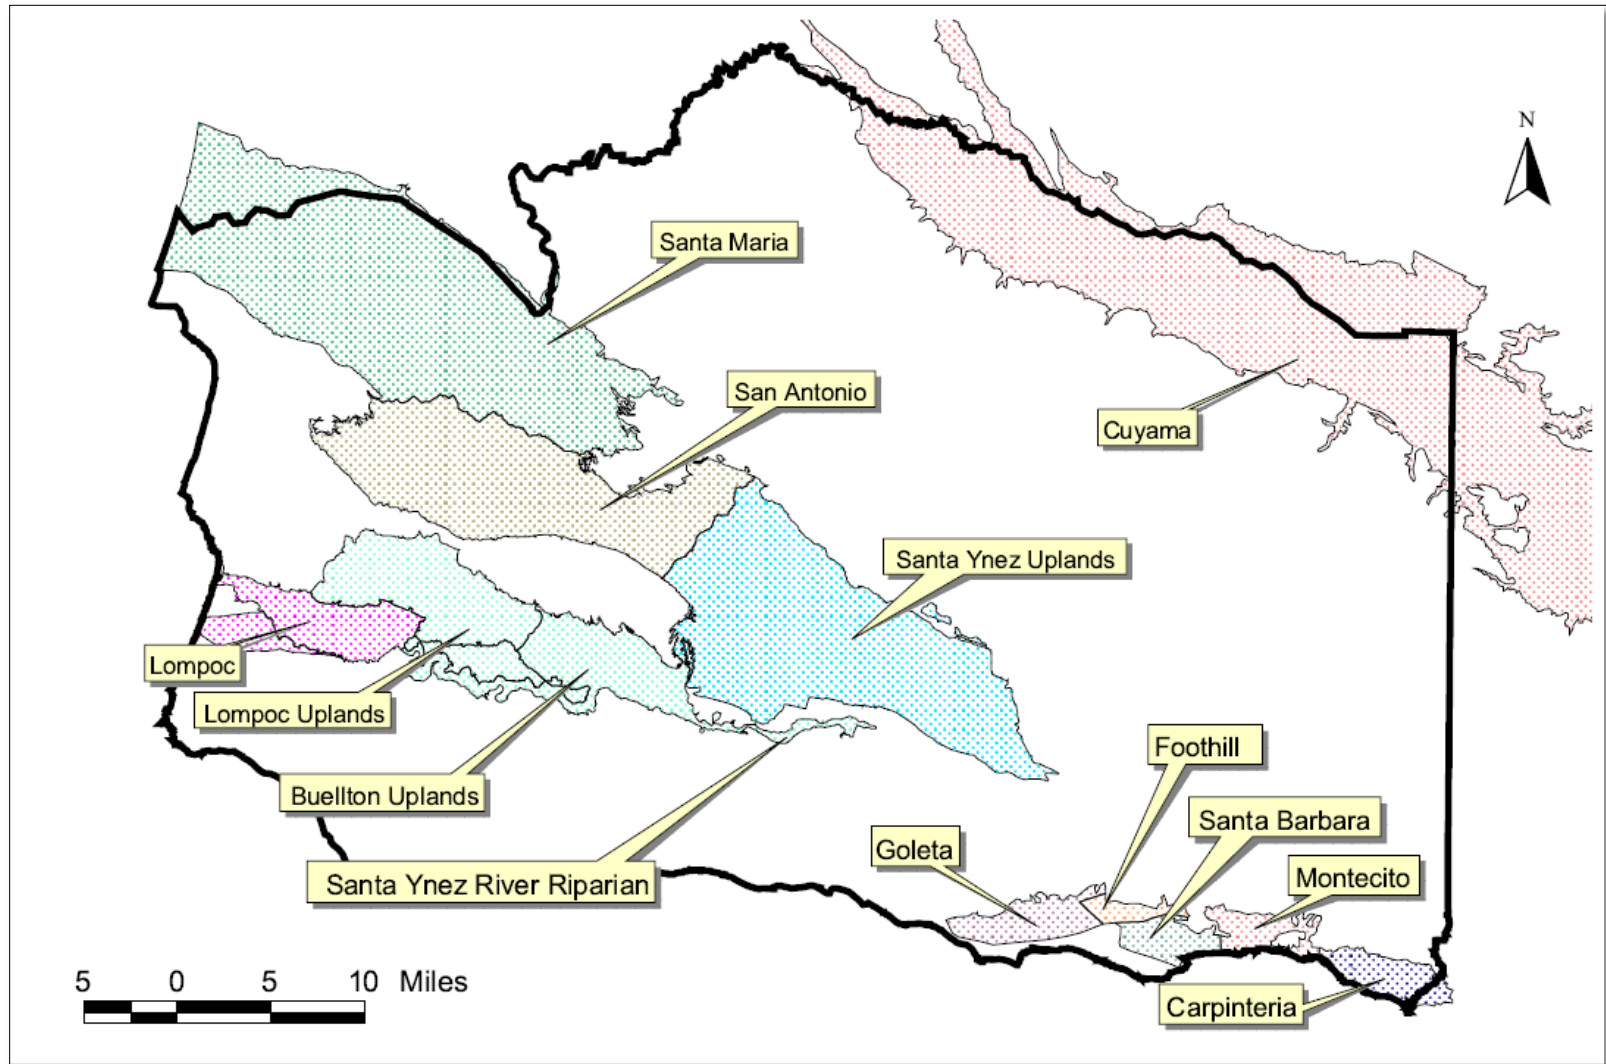 N
Santa Maria
San Antonio
Cuyama
Santa Ynez Uplands
Lompoc
Lompoc Uplands
Foothill
Buellton Uplands
Santa Barbara
Goleta
Santa Ynez River Riparian
Montecito
5 0 5 10 Miles
Carpinteria